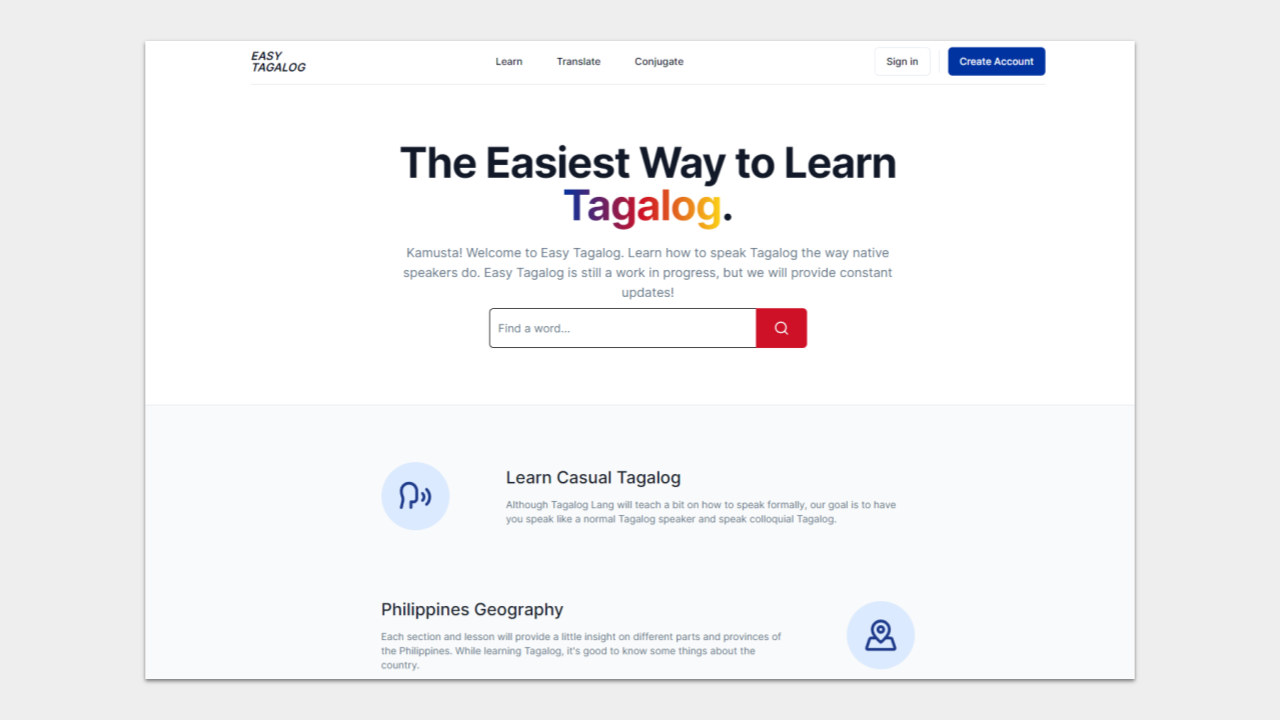 EASY
TAGALOG
Learn
Translate
Conjugate
Sign in
Create Account
The Easiest Way to Learn
Tagalog.
Kamusta! Welcome to Easy Tagalog. Learn how to speak Tagalog the way native
speakers do. Easy Tagalog is still a work in progress, but we will provide constant
updates!
Find a word...
Learn Casual Tagalog
Although Tagalog Lang will teach a bit on how to speak formally, our goal is to have
you speak like a normal Tagalog speaker and speak colloquial Tagalog.
Philippines Geography
Each section and lesson will provide a little insight on different parts and provinces of
the Philippines. While learning Tagalog, it's good to know some things about the
country.